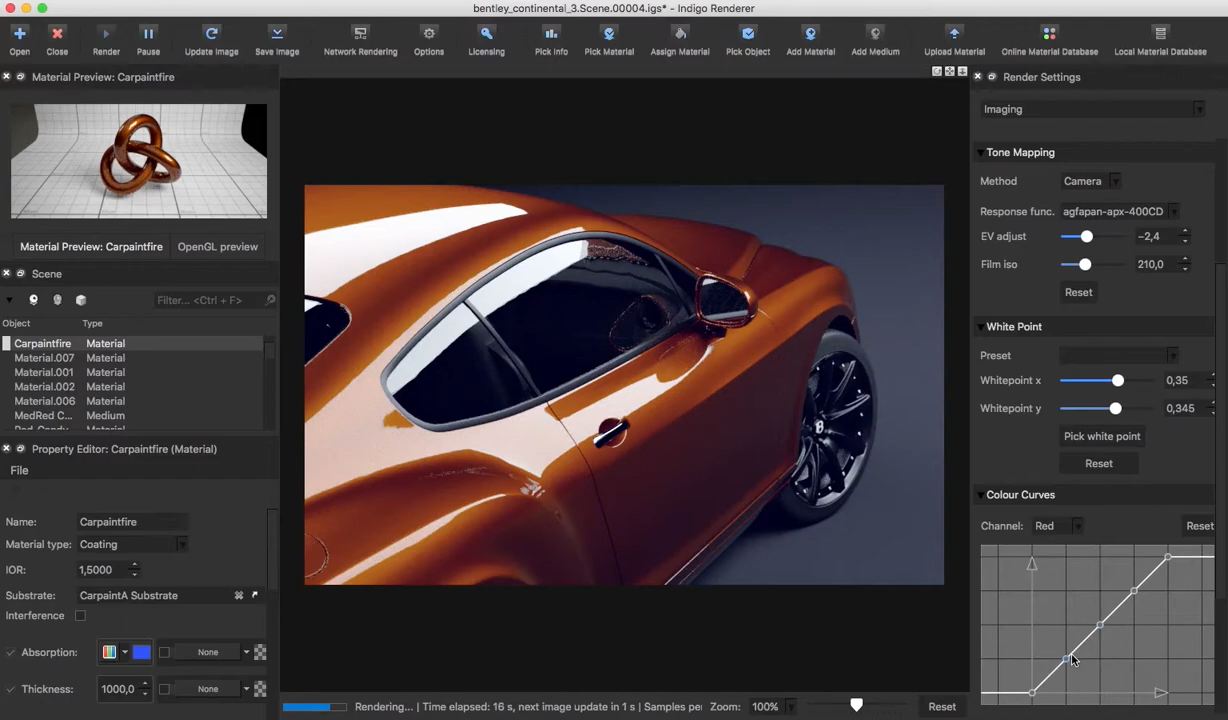 bentley_continental_3.Scene.00004.igs* - Indigo Renderer
Open Close Render Pause Update Image Save Image Network Rendering Options Licensing Pick Info Pick Material Assign Material Pick Object Add Material Add Medium Upload Material Online Material Database Local Material Database
Material Preview: Carpaintfire
Material Preview: Carpaintfire OpenGL preview
Scene
Filter... <Ctrl + F>
Object Type
Carpaintfire Material
Material.007 Material
Material.001 Material
Material.002 Material
Material.006 Material
MedRed C... Medium
Property Editor: Carpaintfire (Material)
File
Name: Carpaintfire
Material type: Coating
IOR: 1,5000
Substrate: CarpaintA Substrate
Interference
Absorption: None
Thickness: 1000,0 None
Rendering... | Time elapsed: 16 s, next image update in 1 s | Samples per Zoom: 100% Reset
Render Settings
Imaging
Tone Mapping
Method Camera
Response func. agfapan-apx-400CD
EV adjust −2,4
Film iso 210,0
Reset
White Point
Preset
Whitepoint x 0,35
Whitepoint y 0,345
Pick white point
Reset
Colour Curves
Channel: Red Reset